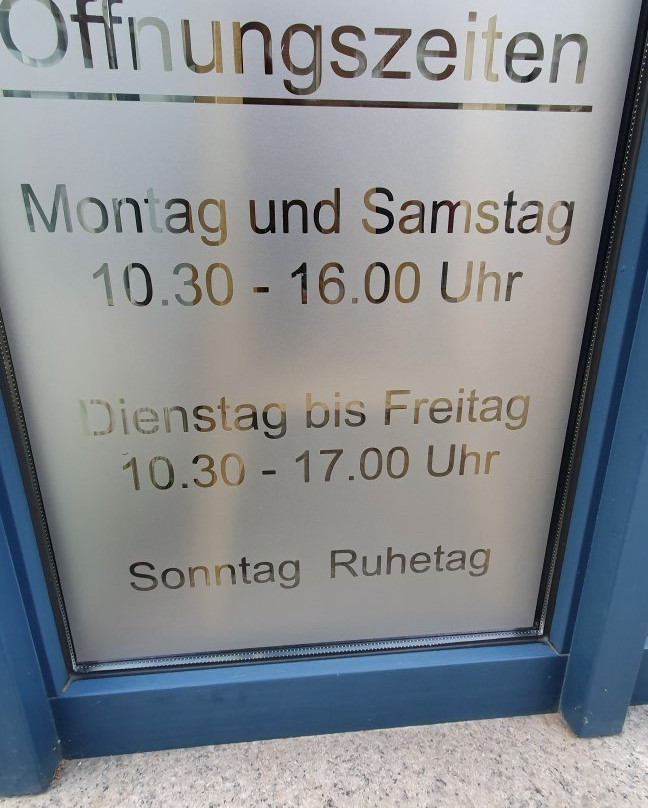 Öffnungszeiten
Montag und Samstag
10.30 - 16.00 Uhr
Dienstag bis Freitag
10.30 - 17.00 Uhr
Sonntag Ruhetag